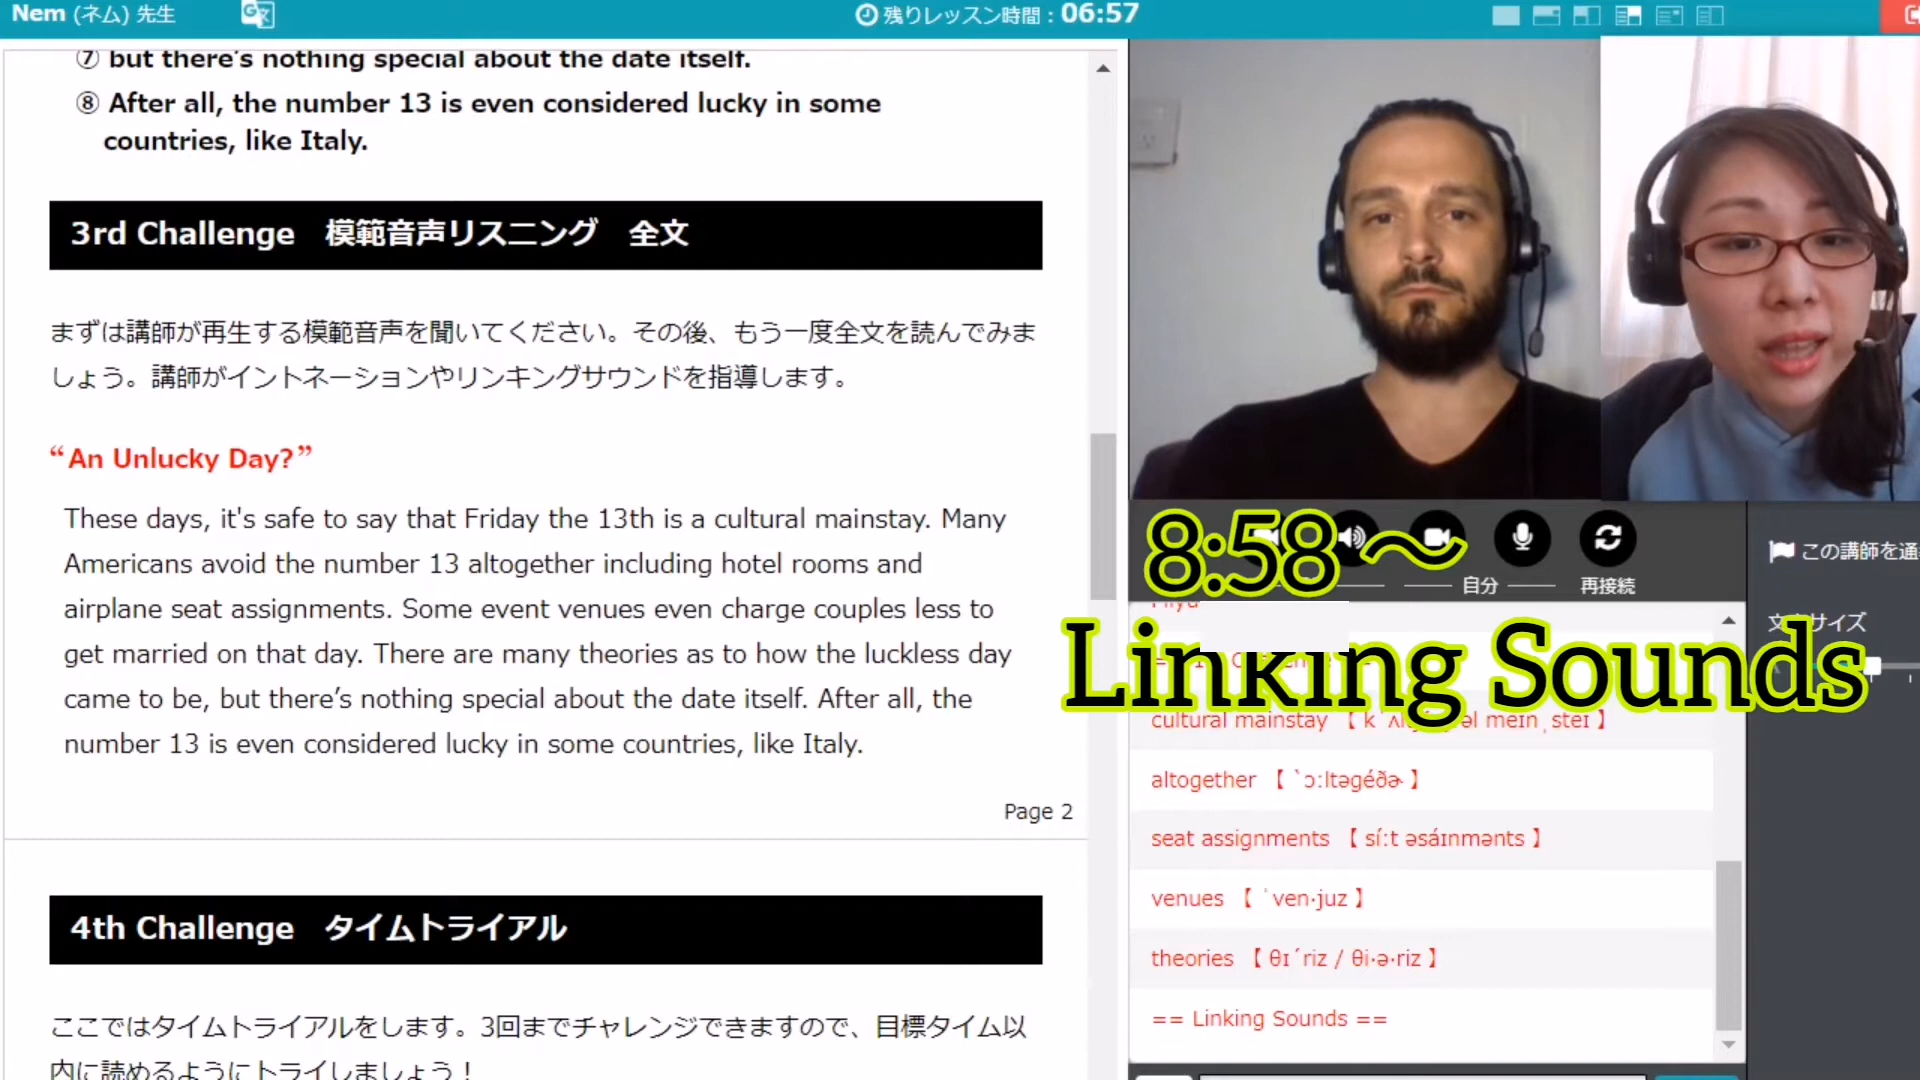 Nem (ネム) 先生
残りレッスン時間 : 06:57
⑦ but there's nothing special about the date itself.
⑧ After all, the number 13 is even considered lucky in some
countries, like Italy.
3rd Challenge 模範音声リスニング 全文
まずは講師が再生する模範音声を聞いてください。その後、もう一度全文を読んでみま
しょう。講師がイントネーションやリンキングサウンドを指導します。
“An Unlucky Day?”
These days, it's safe to say that Friday the 13th is a cultural mainstay. Many
Americans avoid the number 13 altogether including hotel rooms and
airplane seat assignments. Some event venues even charge couples less to
get married on that day. There are many theories as to how the luckless day
came to be, but there’s nothing special about the date itself. After all, the
number 13 is even considered lucky in some countries, like Italy.
Page 2
4th Challenge タイムトライアル
ここではタイムトライアルをします。3回までチャレンジできますので、目標タイム以
内に読めるようにトライしましょう！
8:58～
Linking Sounds
自分
再接続
この講師を通
サイズ
cultural mainstay
altogether 【 `ɔːltəgéðɚ 】
seat assignments 【 síːt əsáɪnmənts 】
venues 【 ˈven·juz 】
theories 【 θɪ´riz / θi·ə·riz 】
== Linking Sounds ==